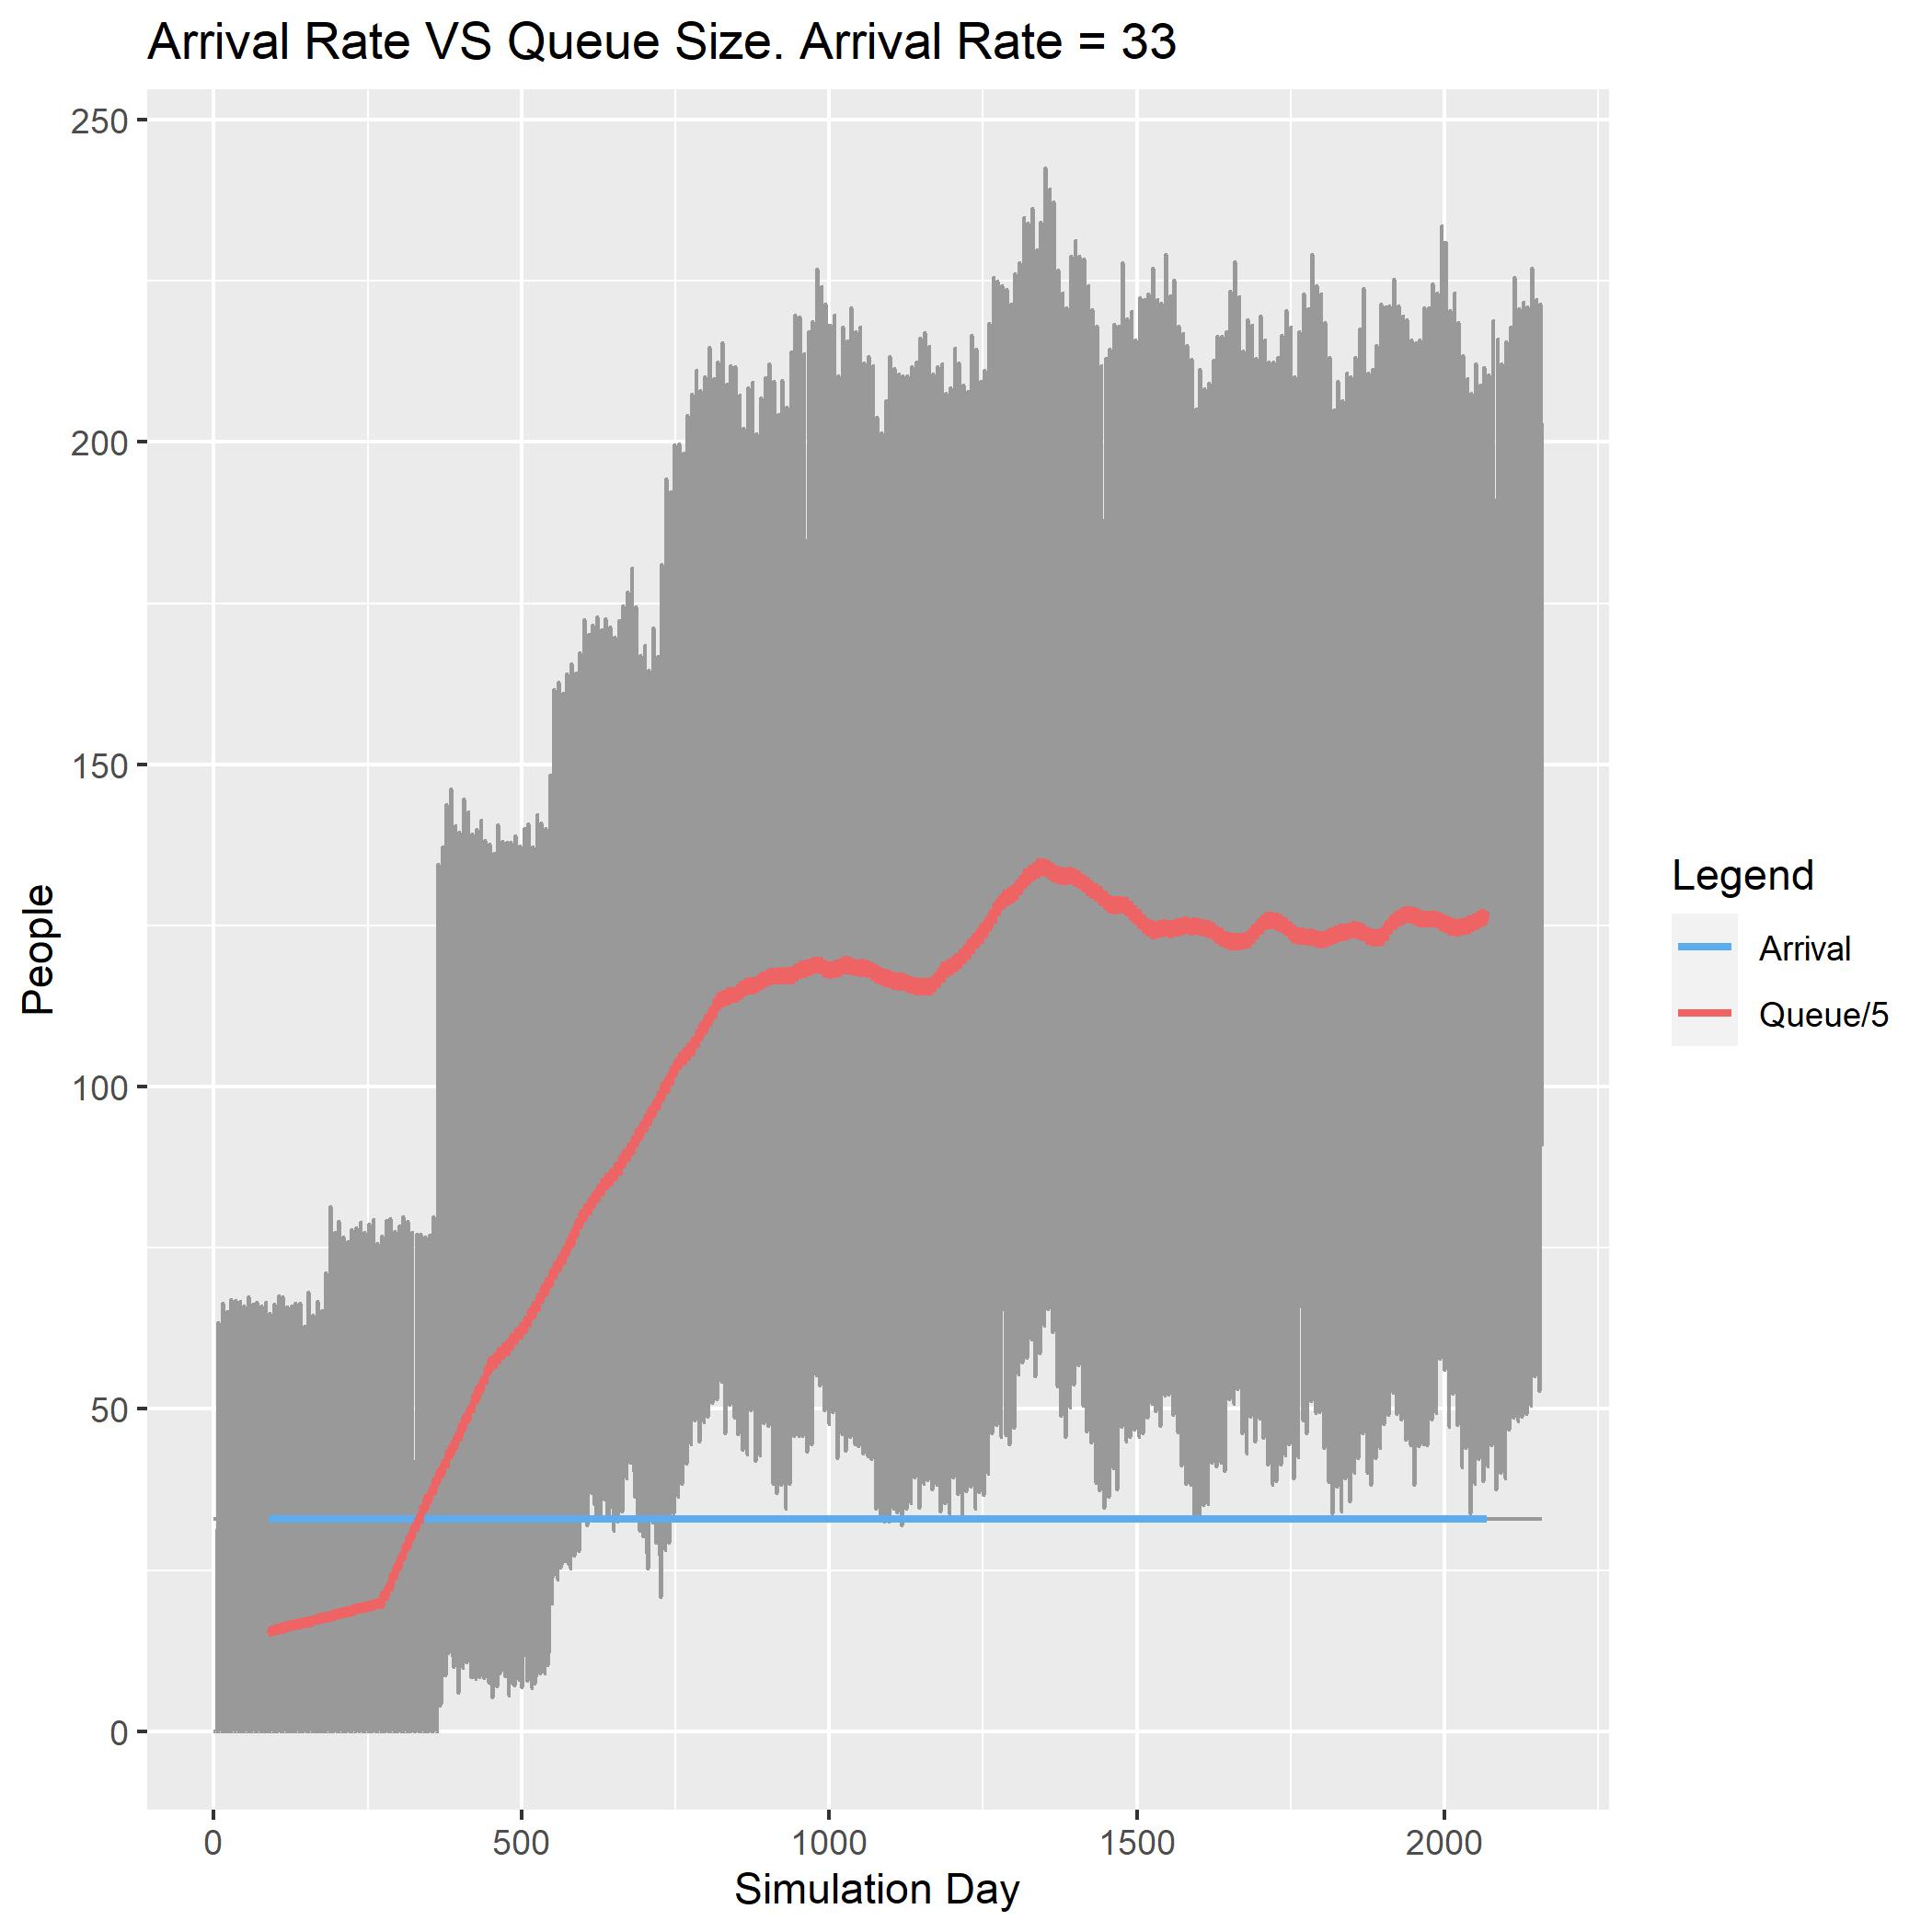 Arrival Rate VS Queue Size. Arrival Rate = 33
250
200
150
100
50
0
People
0 500 1000 1500 2000
Simulation Day
Legend
Arrival
Queue/5